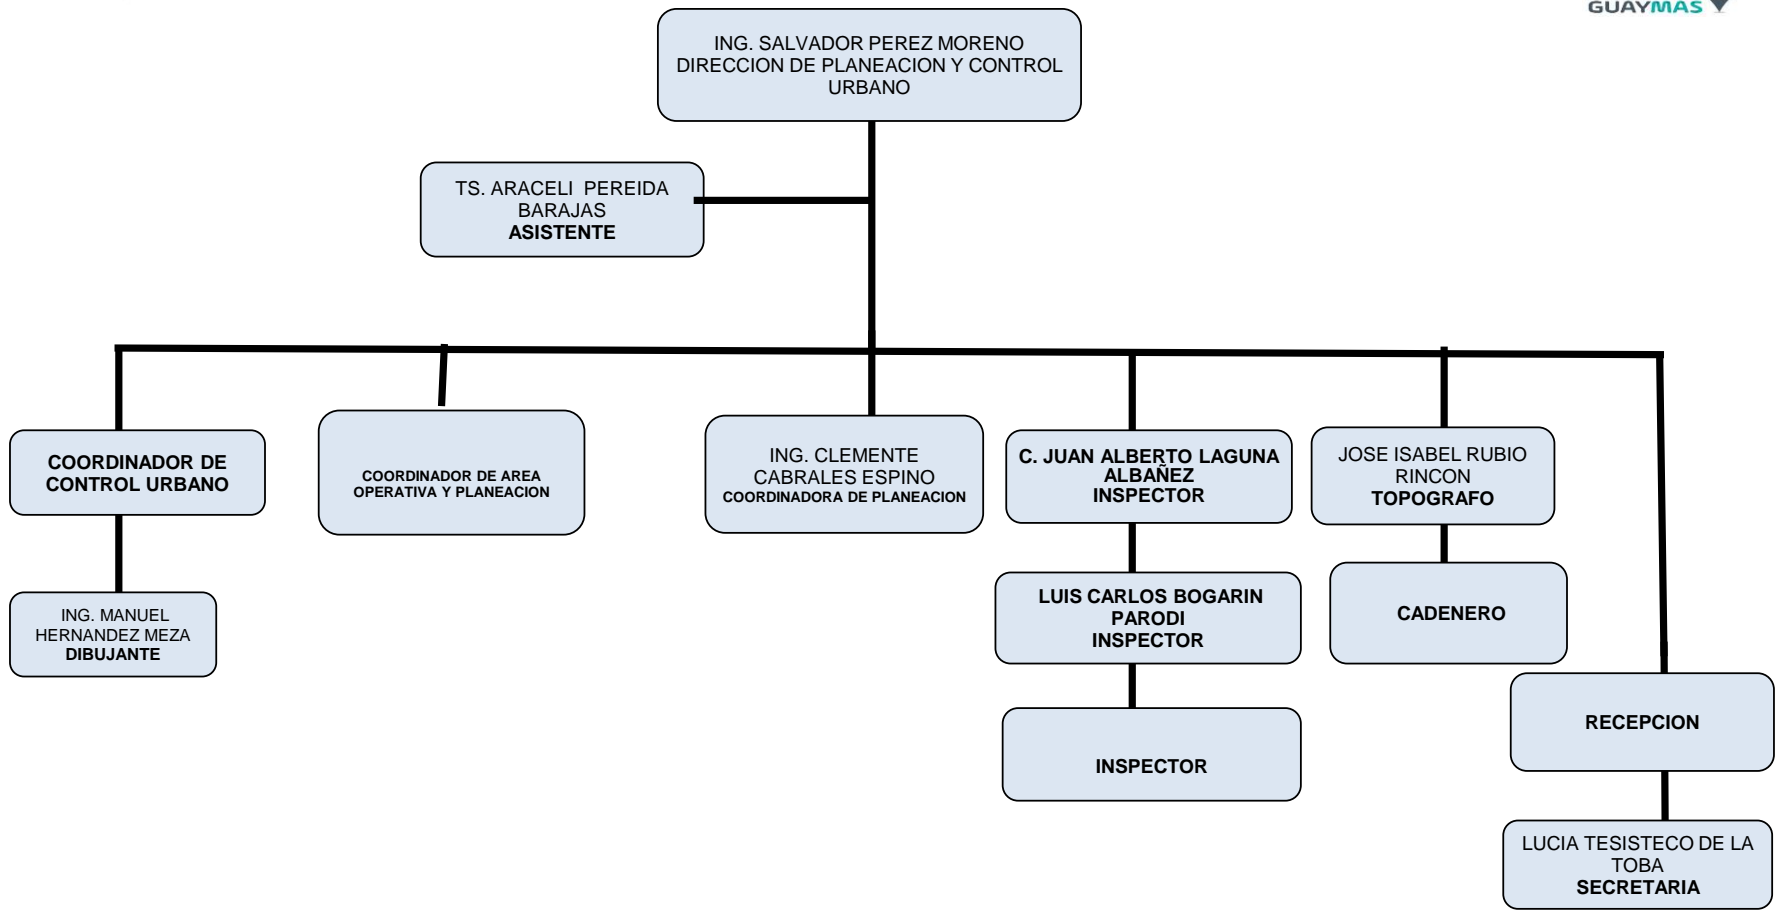 GUAYMAS
ING. SALVADOR PEREZ MORENO
DIRECCION DE PLANEACION Y CONTROL
URBANO
TS. ARACELI PEREIDA
BARAJAS
ASISTENTE
COORDINADOR DE
CONTROL URBANO
COORDINADOR DE AREA
OPERATIVA Y PLANEACION
ING. CLEMENTE
CABRALES ESPINO
COORDINADORA DE PLANEACION
C. JUAN ALBERTO LAGUNA
ALBAÑEZ
INSPECTOR
JOSE ISABEL RUBIO
RINCON
TOPOGRAFO
ING. MANUEL
HERNANDEZ MEZA
DIBUJANTE
LUIS CARLOS BOGARIN
PARODI
INSPECTOR
CADENERO
INSPECTOR
RECEPCION
LUCIA TESISTECO DE LA
TOBA
SECRETARIA